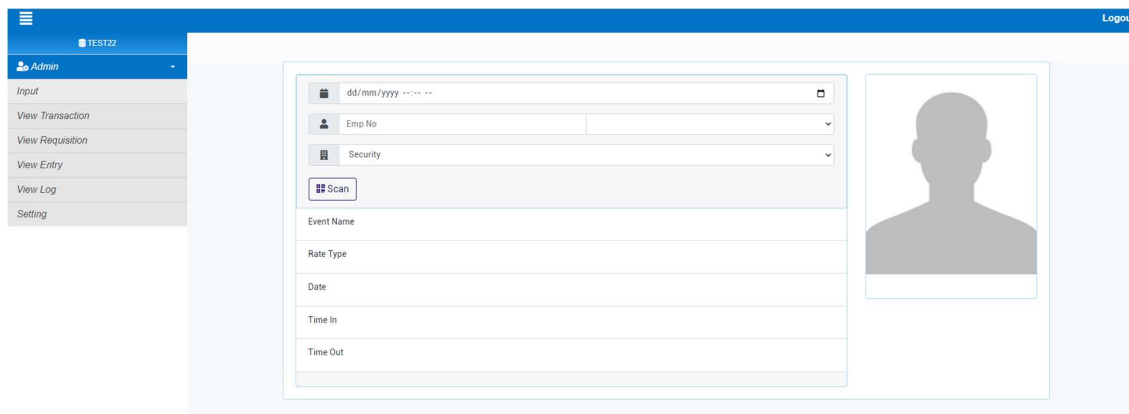 Logou
TEST22
Admin
Input
View Transaction
View Requisition
View Entry
View Log
Setting
dd/mm/yyyy --:-- --
Emp No
Security
Scan
Event Name
Rate Type
Date
Time In
Time Out